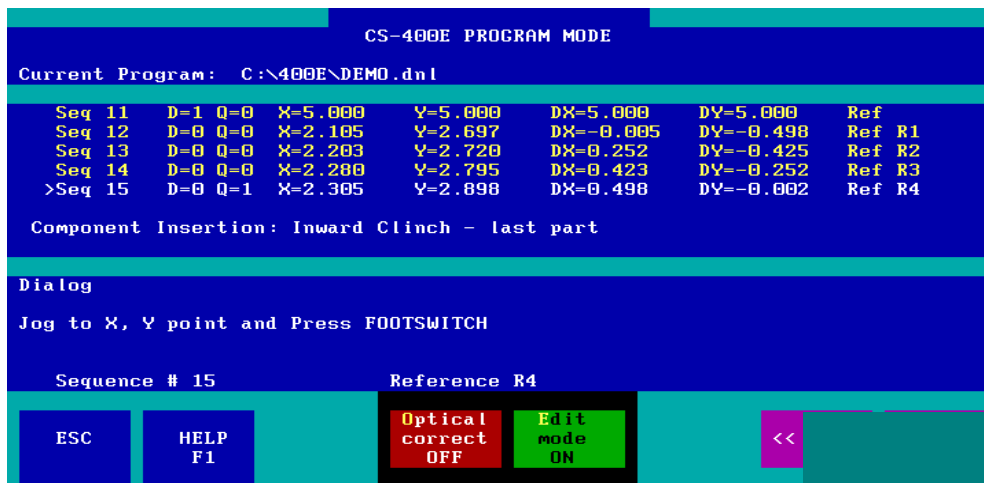 CS-400E PROGRAM MODE
Current Program: C:\400E\DEMO.dnl
Seq 11 D=1 Q=0 X=5.000 Y=5.000 DX=5.000 DY=5.000 Ref
Seq 12 D=0 Q=0 X=2.105 Y=2.697 DX=-0.005 DY=-0.498 Ref R1
Seq 13 D=0 Q=0 X=2.203 Y=2.720 DX=0.252 DY=-0.425 Ref R2
Seq 14 D=0 Q=0 X=2.280 Y=2.795 DX=0.423 DY=-0.252 Ref R3
>Seq 15 D=0 Q=1 X=2.305 Y=2.898 DX=0.498 DY=-0.002 Ref R4
Component Insertion: Inward Clinch - last part
Dialog
Jog to X, Y point and Press FOOTSWITCH
Sequence # 15 Reference R4
ESC
HELP
F1
Optical
correct
OFF
Edit
mode
ON
<<